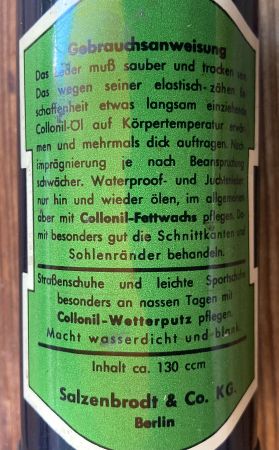 Gebrauchsanweisung
Das Leder muß sauber und trocken sein.
Das wegen seiner elastisch-zähen Be-
schaffenheit etwas langsam einziehende
Collonil-Öl auf Körpertemperatur erwär-
men und mehrmals dick auftragen. Nach-
imprägnierung je nach Beanspruchung
schwächer. Waterproof- und Juchtleder
nur hin und wieder ölen, im allgemeinen
aber mit Collonil-Fettwachs pflegen. Da-
mit besonders gut die Schnittkanten und
Sohlenränder behandeln.
Straßenschuhe und leichte Sportschuhe
besonders an nassen Tagen mit
Collonil-Wetterputz pflegen.
Macht wasserdicht und blank.
Inhalt ca. 130 ccm
Salzenbrodt & Co. KG.
Berlin